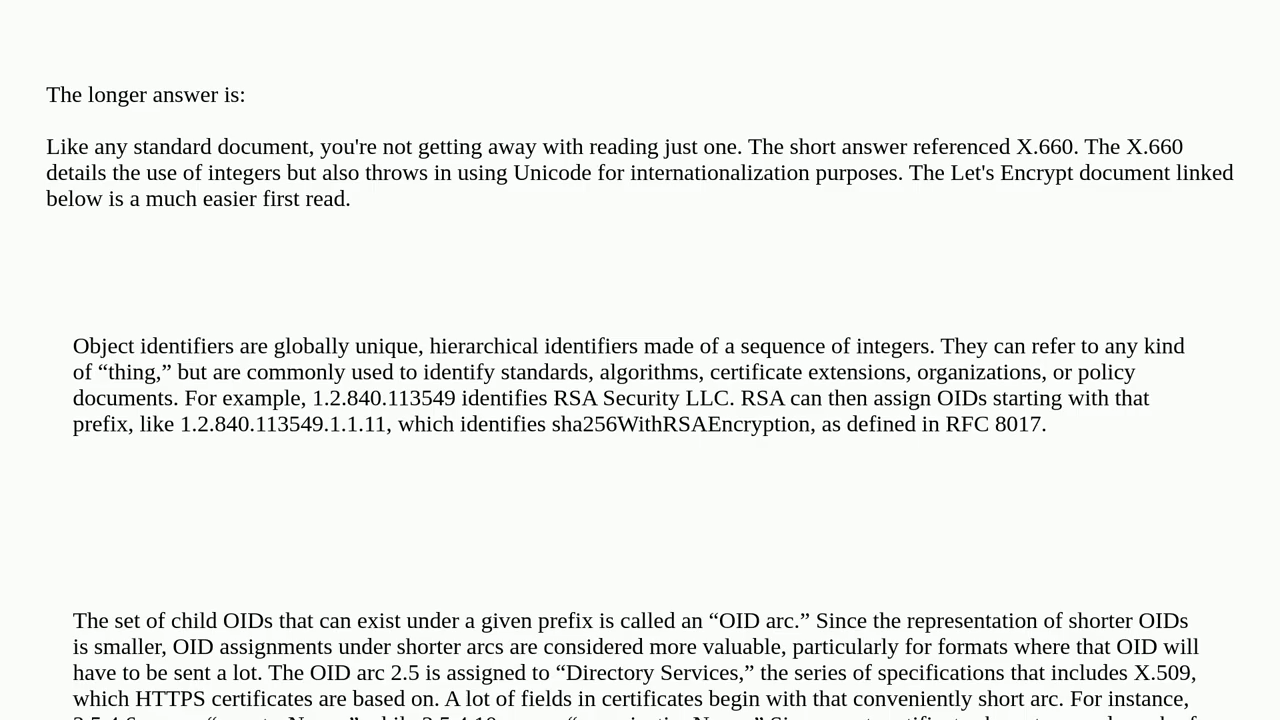 The longer answer is:
Like any standard document, you're not getting away with reading just one. The short answer referenced X.660. The X.660
details the use of integers but also throws in using Unicode for internationalization purposes. The Let's Encrypt document linked
below is a much easier first read.
Object identifiers are globally unique, hierarchical identifiers made of a sequence of integers. They can refer to any kind
of “thing,” but are commonly used to identify standards, algorithms, certificate extensions, organizations, or policy
documents. For example, 1.2.840.113549 identifies RSA Security LLC. RSA can then assign OIDs starting with that
prefix, like 1.2.840.113549.1.1.11, which identifies sha256WithRSAEncryption, as defined in RFC 8017.
The set of child OIDs that can exist under a given prefix is called an “OID arc.” Since the representation of shorter OIDs
is smaller, OID assignments under shorter arcs are considered more valuable, particularly for formats where that OID will
have to be sent a lot. The OID arc 2.5 is assigned to “Directory Services,” the series of specifications that includes X.509,
which HTTPS certificates are based on. A lot of fields in certificates begin with that conveniently short arc. For instance,